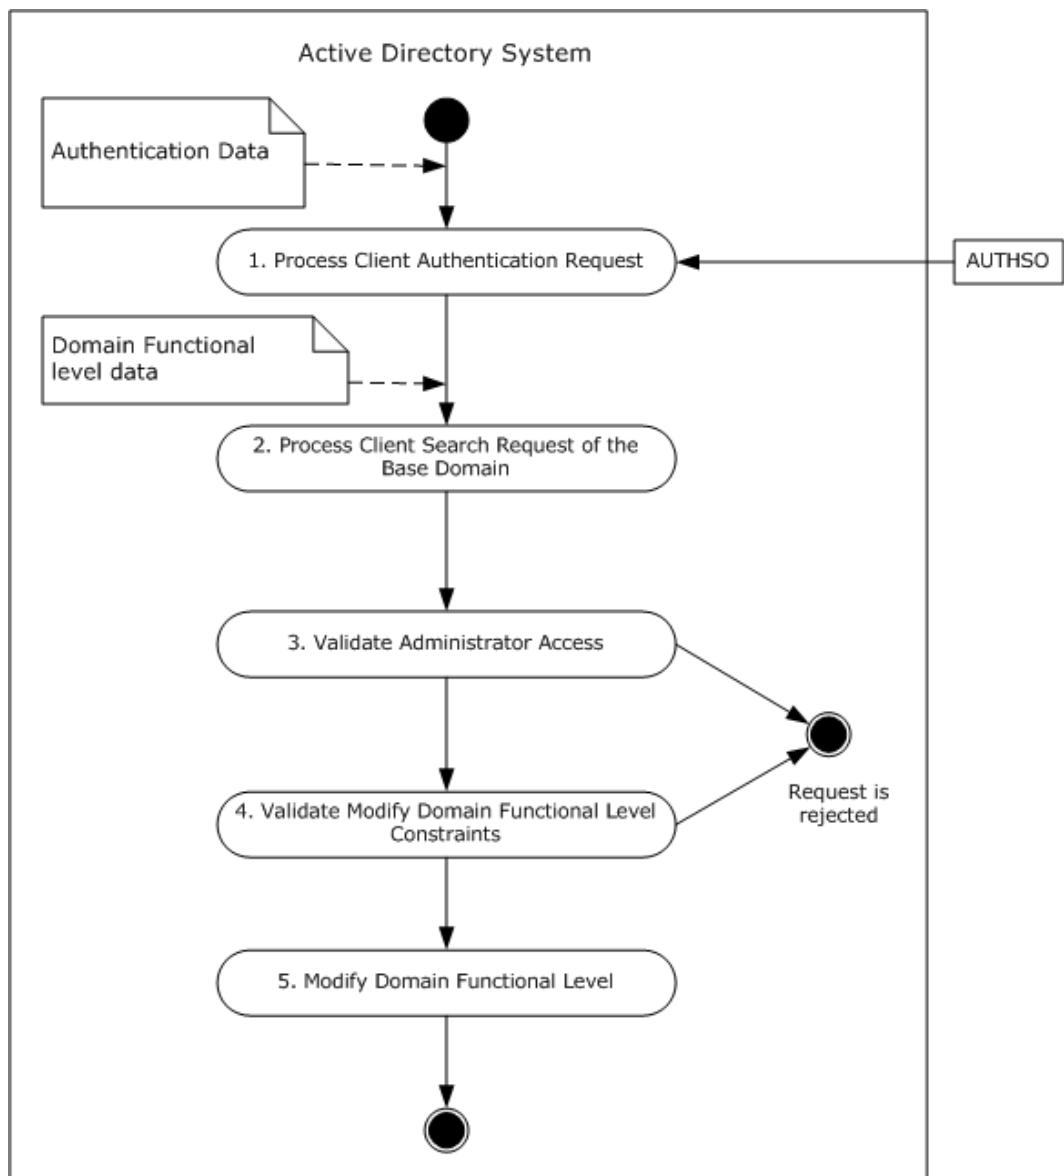 Active Directory System
Authentication Data
1. Process Client Authentication Request
AUTHSO
Domain Functional
level data
2. Process Client Search Request of the
Base Domain
3. Validate Administrator Access
Request is
rejected
4. Validate Modify Domain Functional Level
Constraints
5. Modify Domain Functional Level